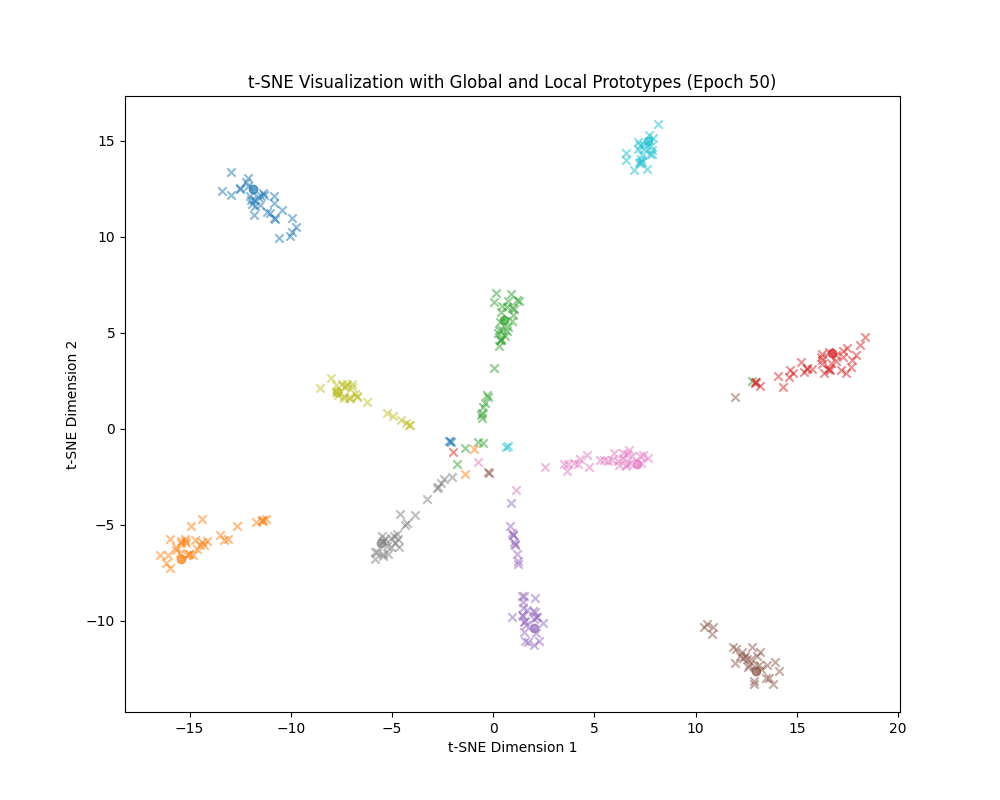 t-SNE Visualization with Global and Local Prototypes (Epoch 50)
15
10
5
0
−5
−10
t-SNE Dimension 2
−15 −10 −5 0 5 10 15 20
t-SNE Dimension 1